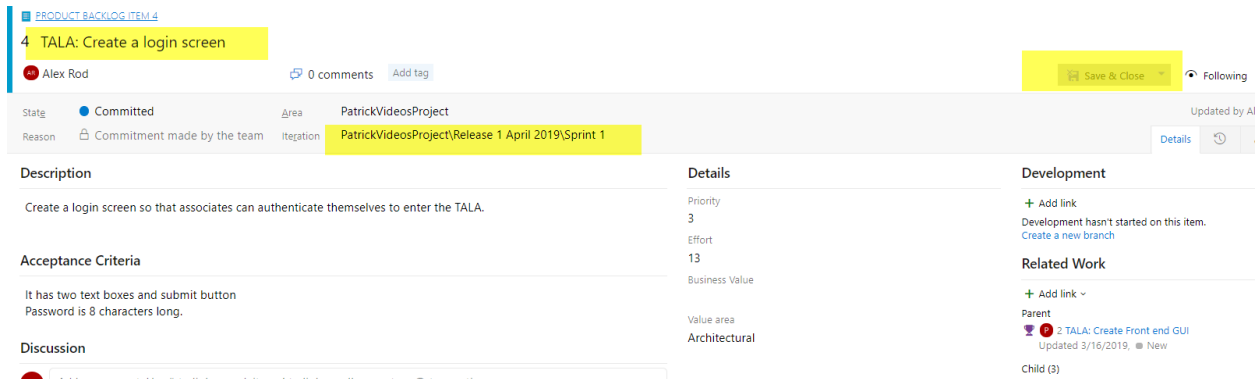 PRODUCT BACKLOG ITEM 4
4 TALA: Create a login screen
AR Alex Rod 0 comments Add tag Save & Close Following
State Committed Area PatrickVideosProject Updated by Al
Reason Commitment made by the team Iteration PatrickVideosProject\Release 1 April 2019\Sprint 1
Details
Description
Create a login screen so that associates can authenticate themselves to enter the TALA.
Acceptance Criteria
It has two text boxes and submit button
Password is 8 characters long.
Discussion
Details
Priority
3
Effort
13
Business Value
Value area
Architectural
Development
+ Add link
Development hasn't started on this item.
Create a new branch
Related Work
+ Add link
Parent
P 2 TALA: Create Front end GUI
Updated 3/16/2019, New
Child (3)